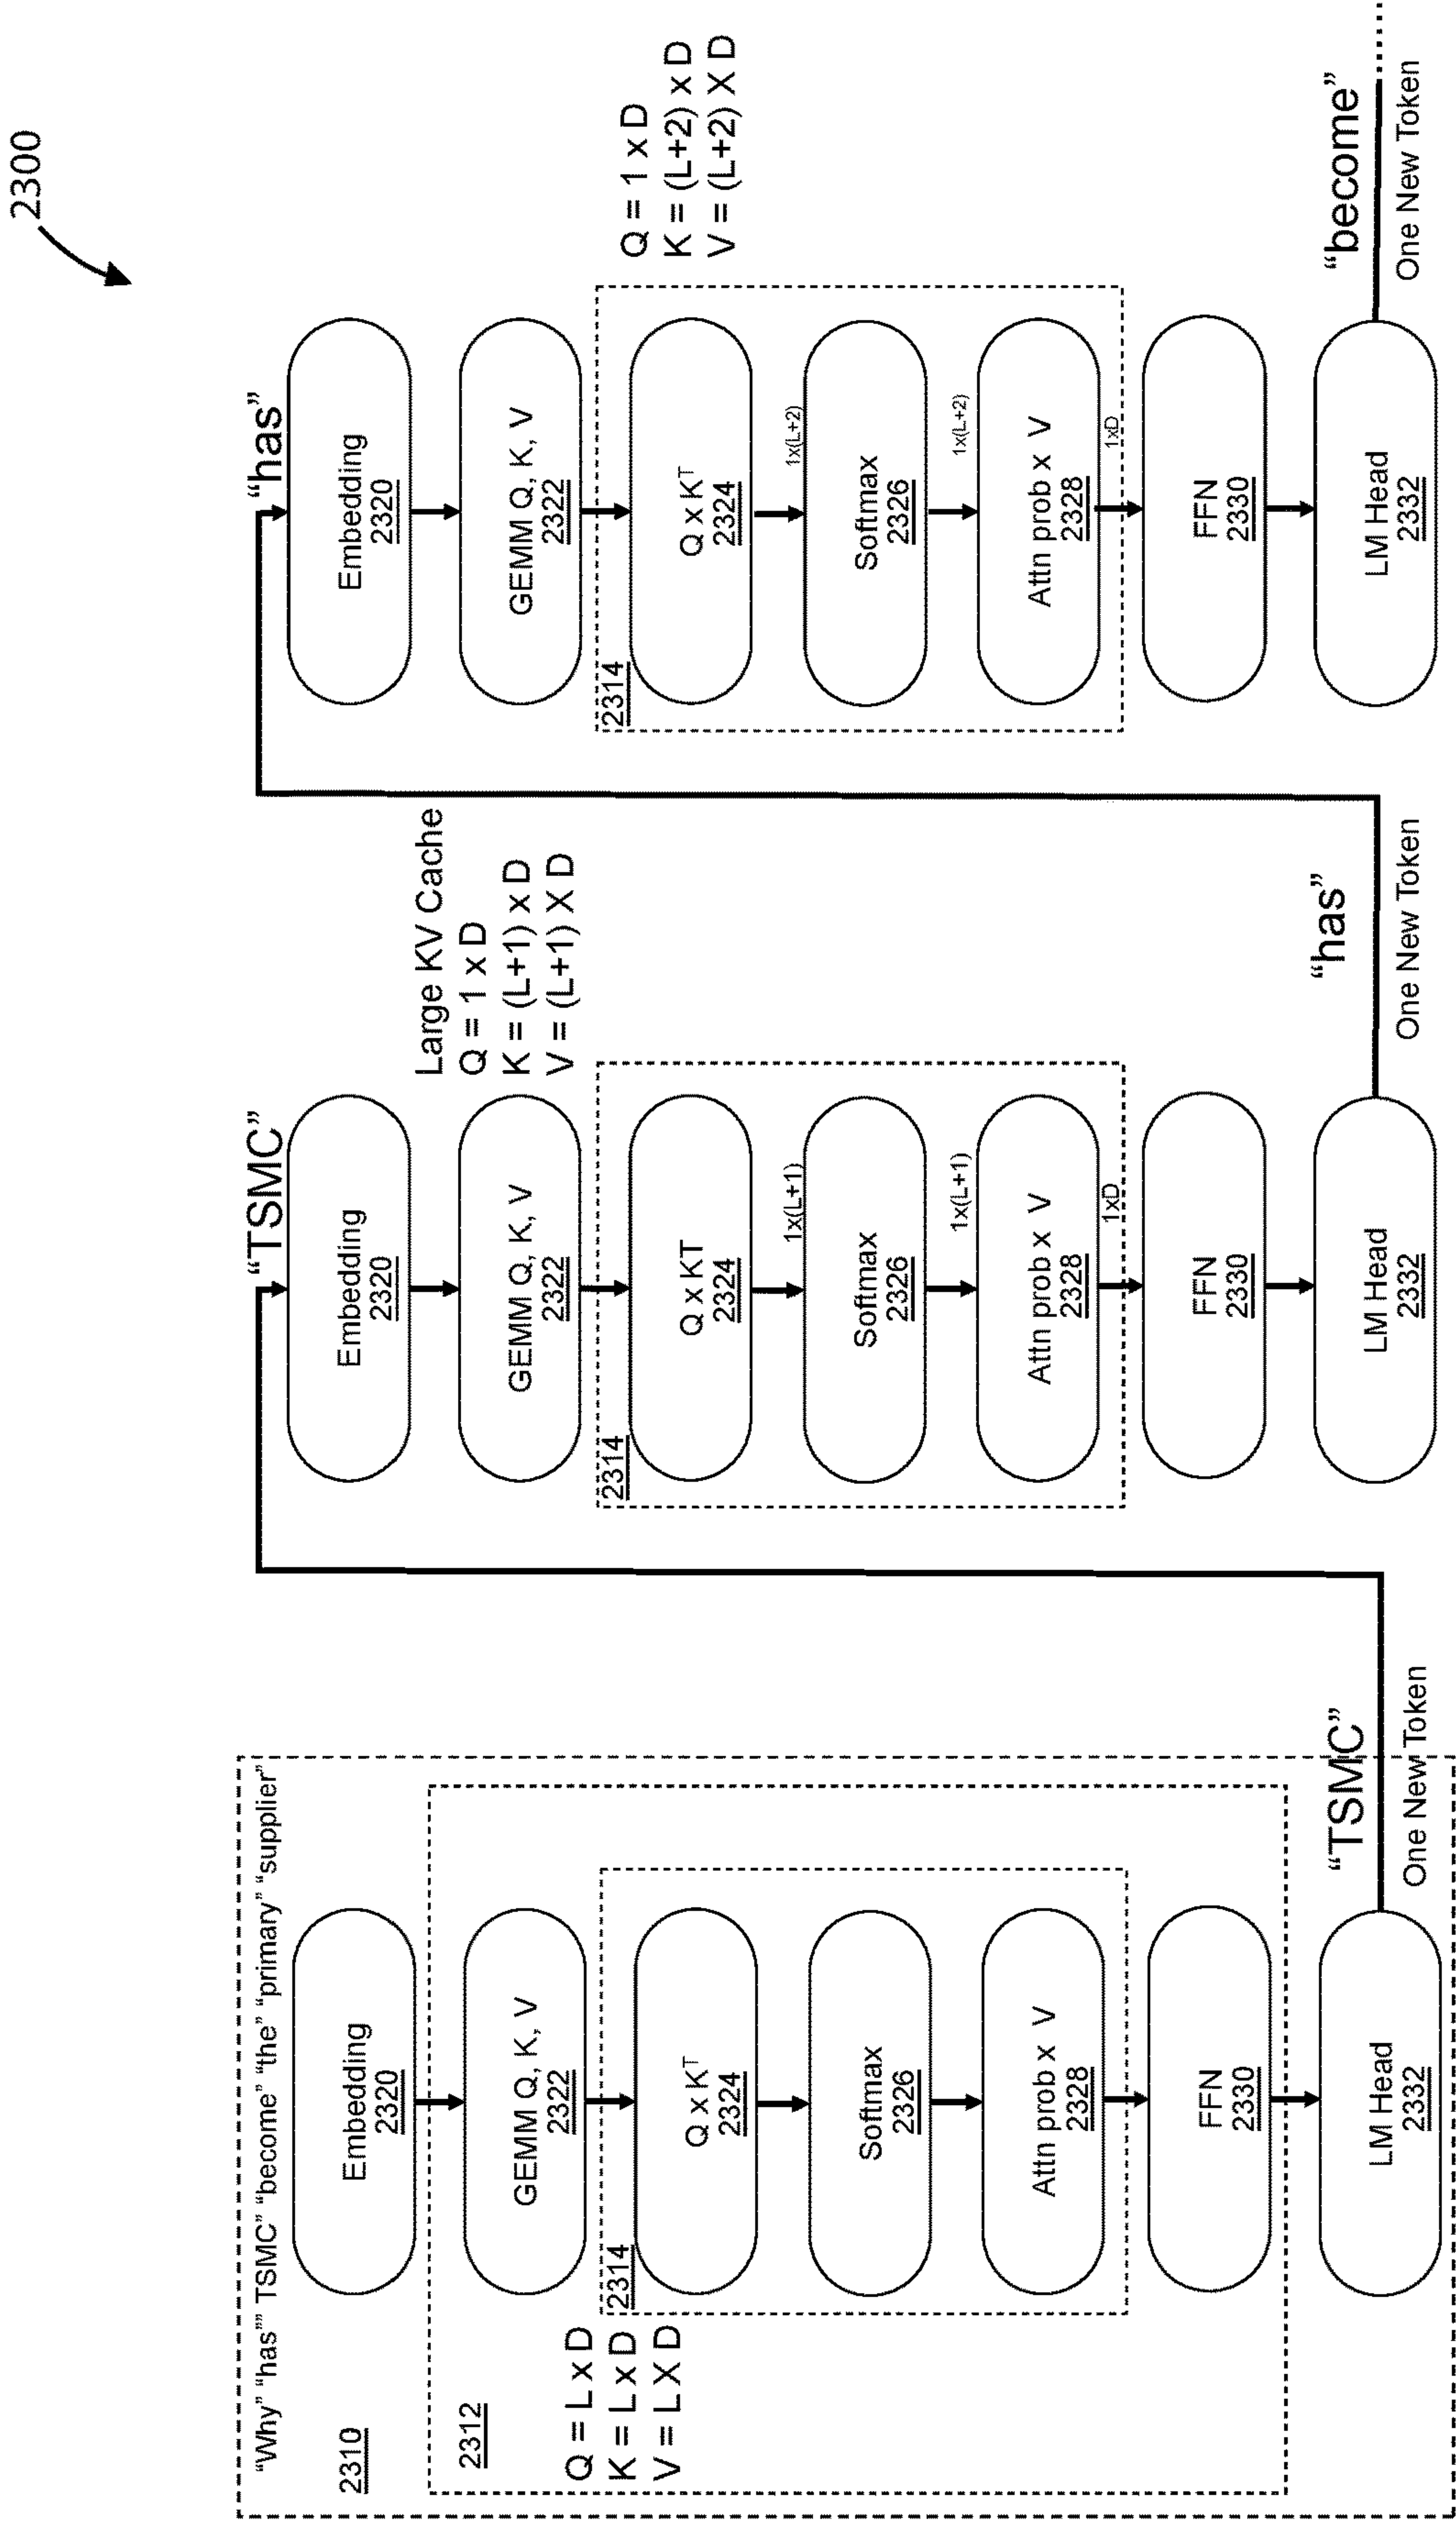 2300
“Why” “has”” TSMC” “become” “the” “primary” “supplier”
2310
2312
Q = L x D
K = L x D
V = L X D
Embedding
2320
GEMM Q, K, V
2322
2314
Q x Kᵀ
2324
Softmax
2326
Attn prob x V
2328
FFN
2330
LM Head
2332
“TSMC”
One New Token
“TSMC”
Embedding
2320
Large KV Cache
Q = 1 x D
K = (L+1) x D
V = (L+1) X D
GEMM Q, K, V
2322
2314
Q x KT
2324
1x(L+1)
Softmax
2326
1x(L+1)
Attn prob x V
2328
1xD
FFN
2330
LM Head
2332
“has”
One New Token
“has”
Embedding
2320
GEMM Q, K, V
2322
Q = 1 x D
K = (L+2) x D
V = (L+2) X D
2314
Q x Kᵀ
2324
1x(L+2)
Softmax
2326
1x(L+2)
Attn prob x V
2328
1xD
FFN
2330
LM Head
2332
“become”
One New Token